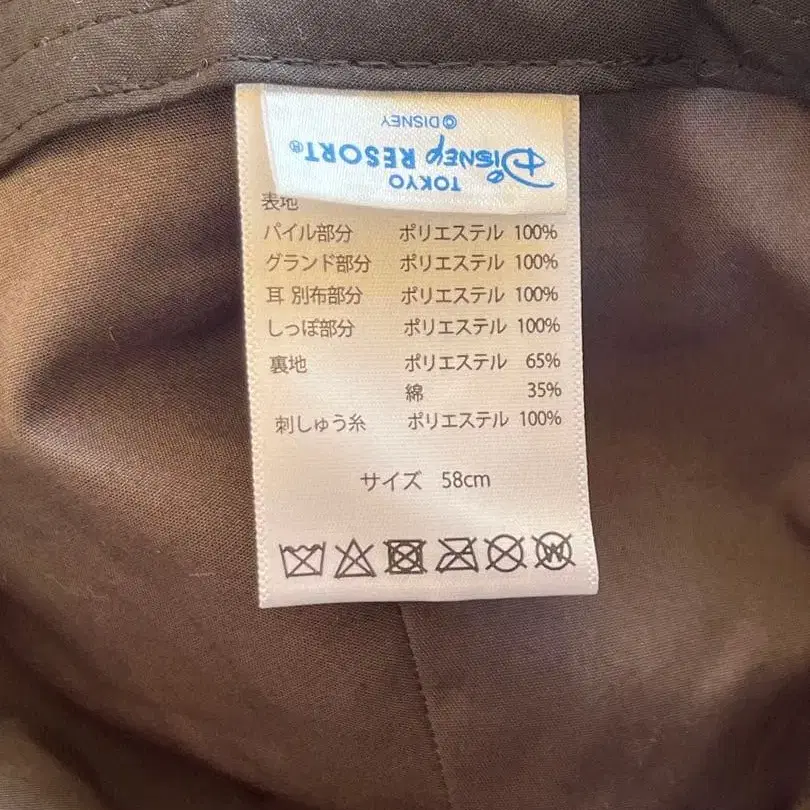 © DISNEY
TOKYO
DISNEY RESORT®
表地
パイル部分 ポリエステル 100%
グランド部分 ポリエステル 100%
耳 別布部分 ポリエステル 100%
しっぽ部分 ポリエステル 100%
裏地 ポリエステル 65%
綿 35%
刺しゅう糸 ポリエステル 100%
サイズ 58cm
W